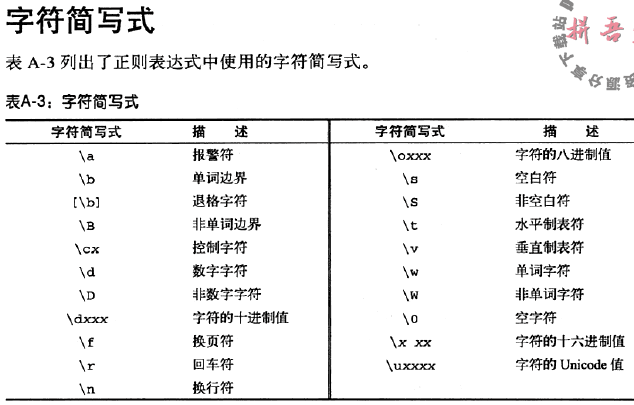 字符简写式
表 A-3 列出了正则表达式中使用的字符简写式。
表A-3：字符简写式
字符简写式 描 述 字符简写式 描 述
\a 报警符 \oxxx 字符的八进制值
\b 单词边界 \s 空白符
[\b] 退格字符 \S 非空白符
\B 非单词边界 \t 水平制表符
\cx 控制字符 \v 垂直制表符
\d 数字字符 \w 单词字符
\D 非数字字符 \W 非单词字符
\dxxx 字符的十进制值 \0 空字符
\f 换页符 \x xx 字符的十六进制值
\r 回车符 \uxxxx 字符的 Unicode 值
\n 换行符
拼吾
下载站
源分享